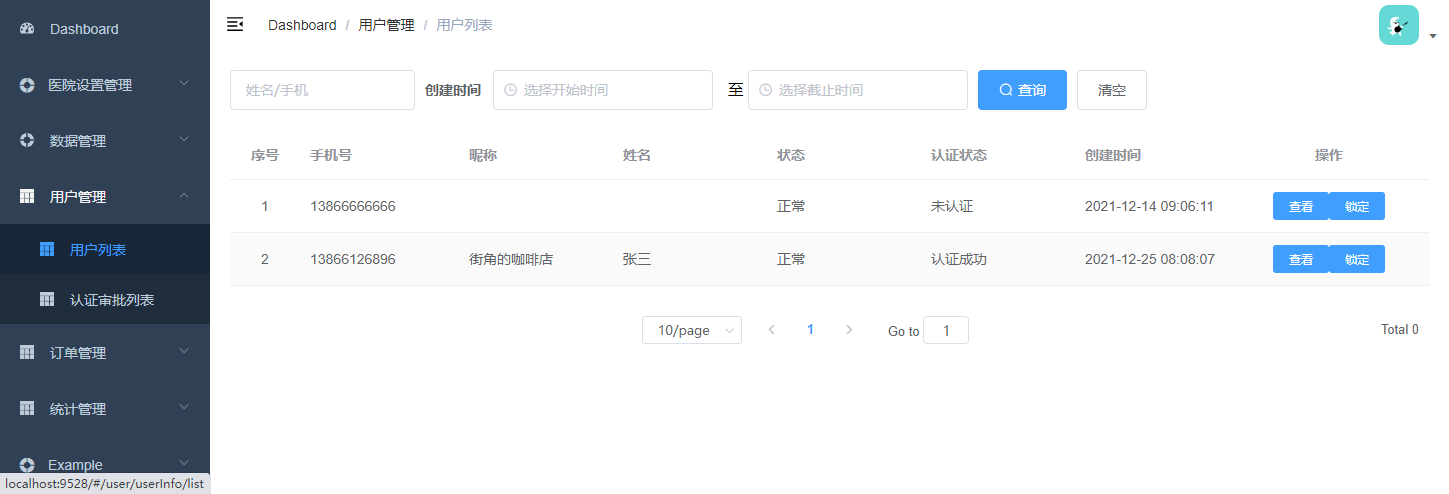 Dashboard
医院设置管理
数据管理
用户管理
用户列表
认证审批列表
订单管理
统计管理
Example
localhost:9528/#/user/userInfo/list
Dashboard / 用户管理 / 用户列表
姓名/手机 创建时间 选择开始时间 至 选择截止时间 查询 清空
序号 手机号 昵称 姓名 状态 认证状态 创建时间 操作
1 13866666666 正常 未认证 2021-12-14 09:06:11 查看 锁定
2 13866126896 街角的咖啡店 张三 正常 认证成功 2021-12-25 08:08:07 查看 锁定
10/page 1 Go to 1 Total 0